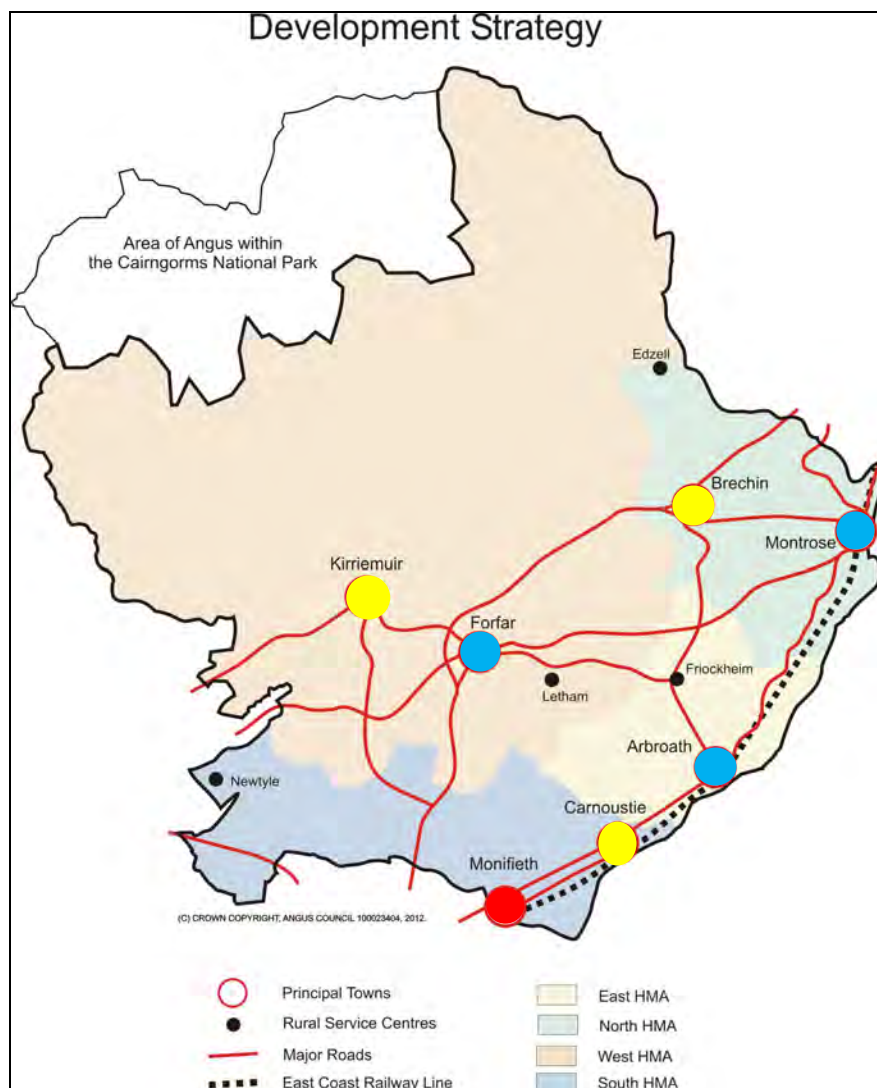 Development Strategy
Area of Angus within
the Cairngorms National Park
Edzell
Brechin
Montrose
Kirriemuir
Forfar
Letham
Friockheim
Arbroath
Newtyle
Carnoustie
Monifieth
(C) CROWN COPYRIGHT, ANGUS COUNCIL 100023404, 2012.
Principal Towns
Rural Service Centres
Major Roads
East Coast Railway Line
East HMA
North HMA
West HMA
South HMA